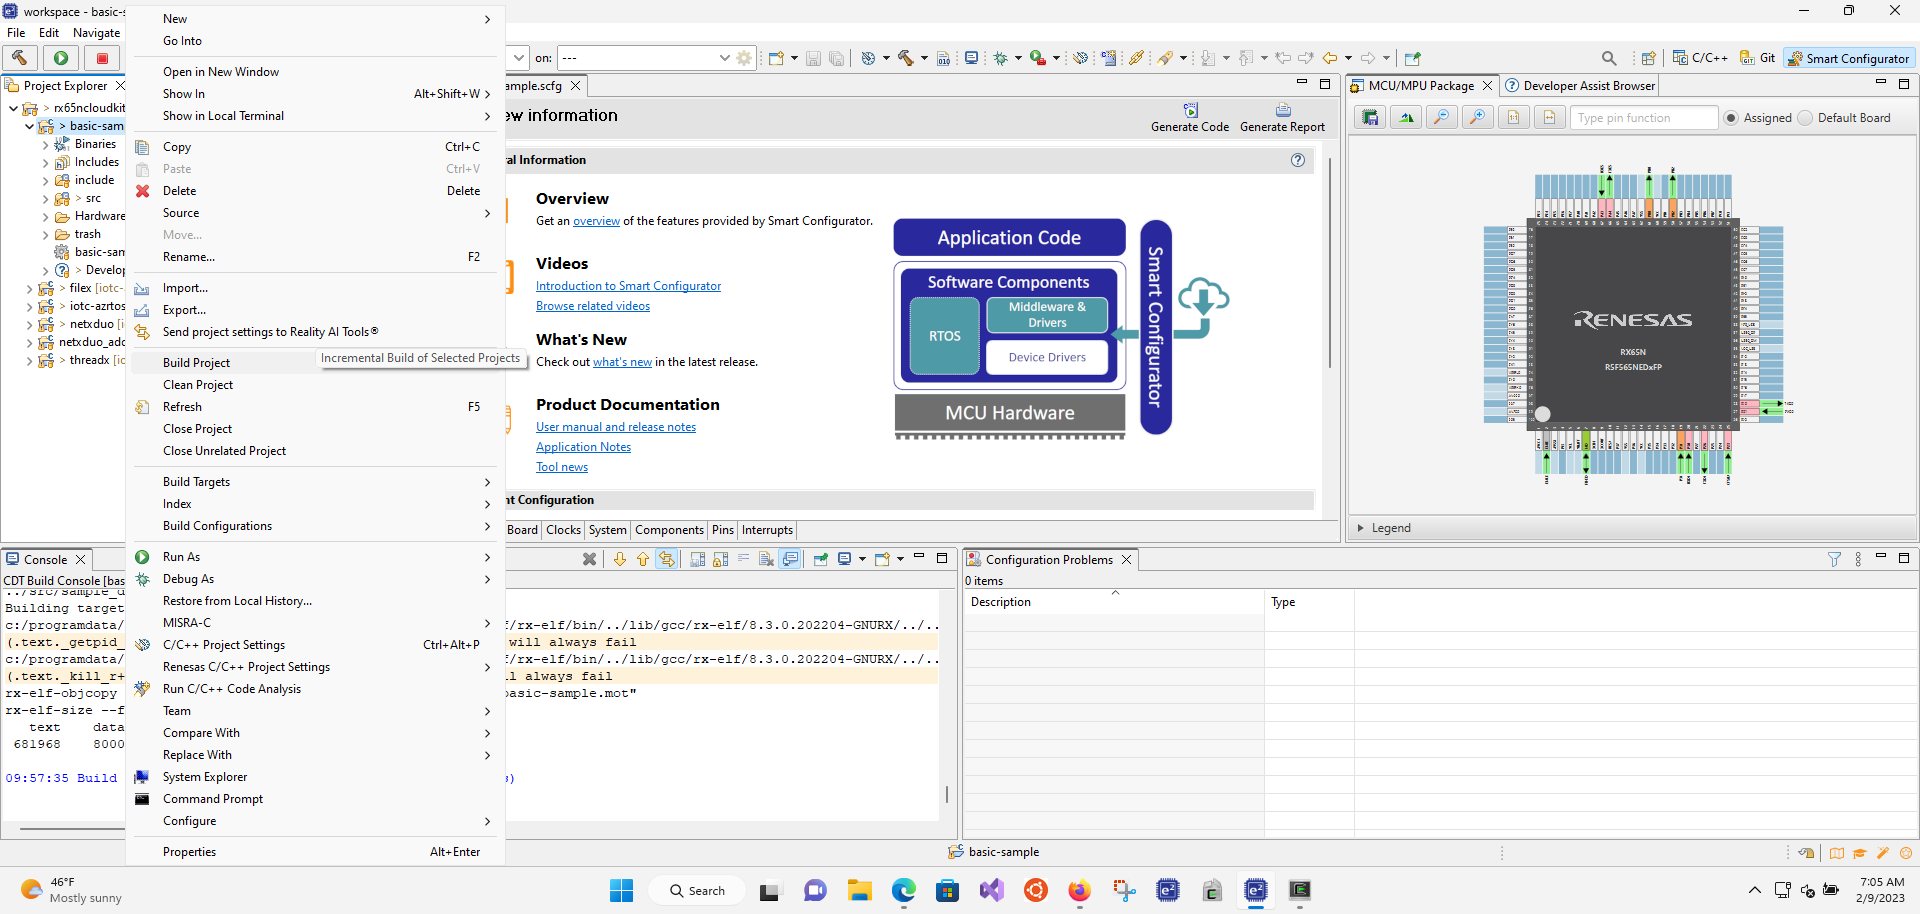 workspace - basic-s
File Edit Navigate
on: ---
C/C++ Git Smart Configurator
Project Explorer
> rx65ncloudkit
> basic-sam
Binaries
Includes
include
> src
Hardware
trash
basic-sam
> Develo
> filex [iotc-
> iotc-azrtos
> netxduo [i
netxduo_add
> threadx [io
New
Go Into
Open in New Window
Show In Alt+Shift+W
Show in Local Terminal
Copy Ctrl+C
Paste Ctrl+V
Delete Delete
Source
Move...
Rename... F2
Import...
Export...
Send project settings to Reality AI Tools®
Build Project
Incremental Build of Selected Projects
Clean Project
Refresh F5
Close Project
Close Unrelated Project
Build Targets
Index
Build Configurations
Run As
Debug As
Restore from Local History...
MISRA-C
C/C++ Project Settings Ctrl+Alt+P
Renesas C/C++ Project Settings
Run C/C++ Code Analysis
Team
Compare With
Replace With
System Explorer
Command Prompt
Configure
Properties Alt+Enter
ample.scfg
ew information
Generate Code Generate Report
al Information
Overview
Get an overview of the features provided by Smart Configurator.
Videos
Introduction to Smart Configurator
Browse related videos
What's New
Check out what's new in the latest release.
Product Documentation
User manual and release notes
Application Notes
Tool news
Application Code
Software Components
RTOS
Middleware &
Drivers
Device Drivers
MCU Hardware
Smart Configurator
nt Configuration
Board Clocks System Components Pins Interrupts
MCU/MPU Package Developer Assist Browser
Type pin function Assigned Default Board
RENESAS
RX65N
R5F565NEDxFP
Legend
Console
CDT Build Console [bas
../src/sample_d
Building target
c:/programdata/
f/rx-elf/bin/../lib/gcc/rx-elf/8.3.0.202204-GNURX/../..
(.text._getpid_
will always fail
c:/programdata/
f/rx-elf/bin/../lib/gcc/rx-elf/8.3.0.202204-GNURX/../..
(.text._kill_r+
ll always fail
rx-elf-objcopy
basic-sample.mot"
rx-elf-size --f
text data
681968 8000
09:57:35 Build
s)
Configuration Problems
0 items
Description Type
basic-sample
46°F
Mostly sunny
Search
7:05 AM
2/9/2023